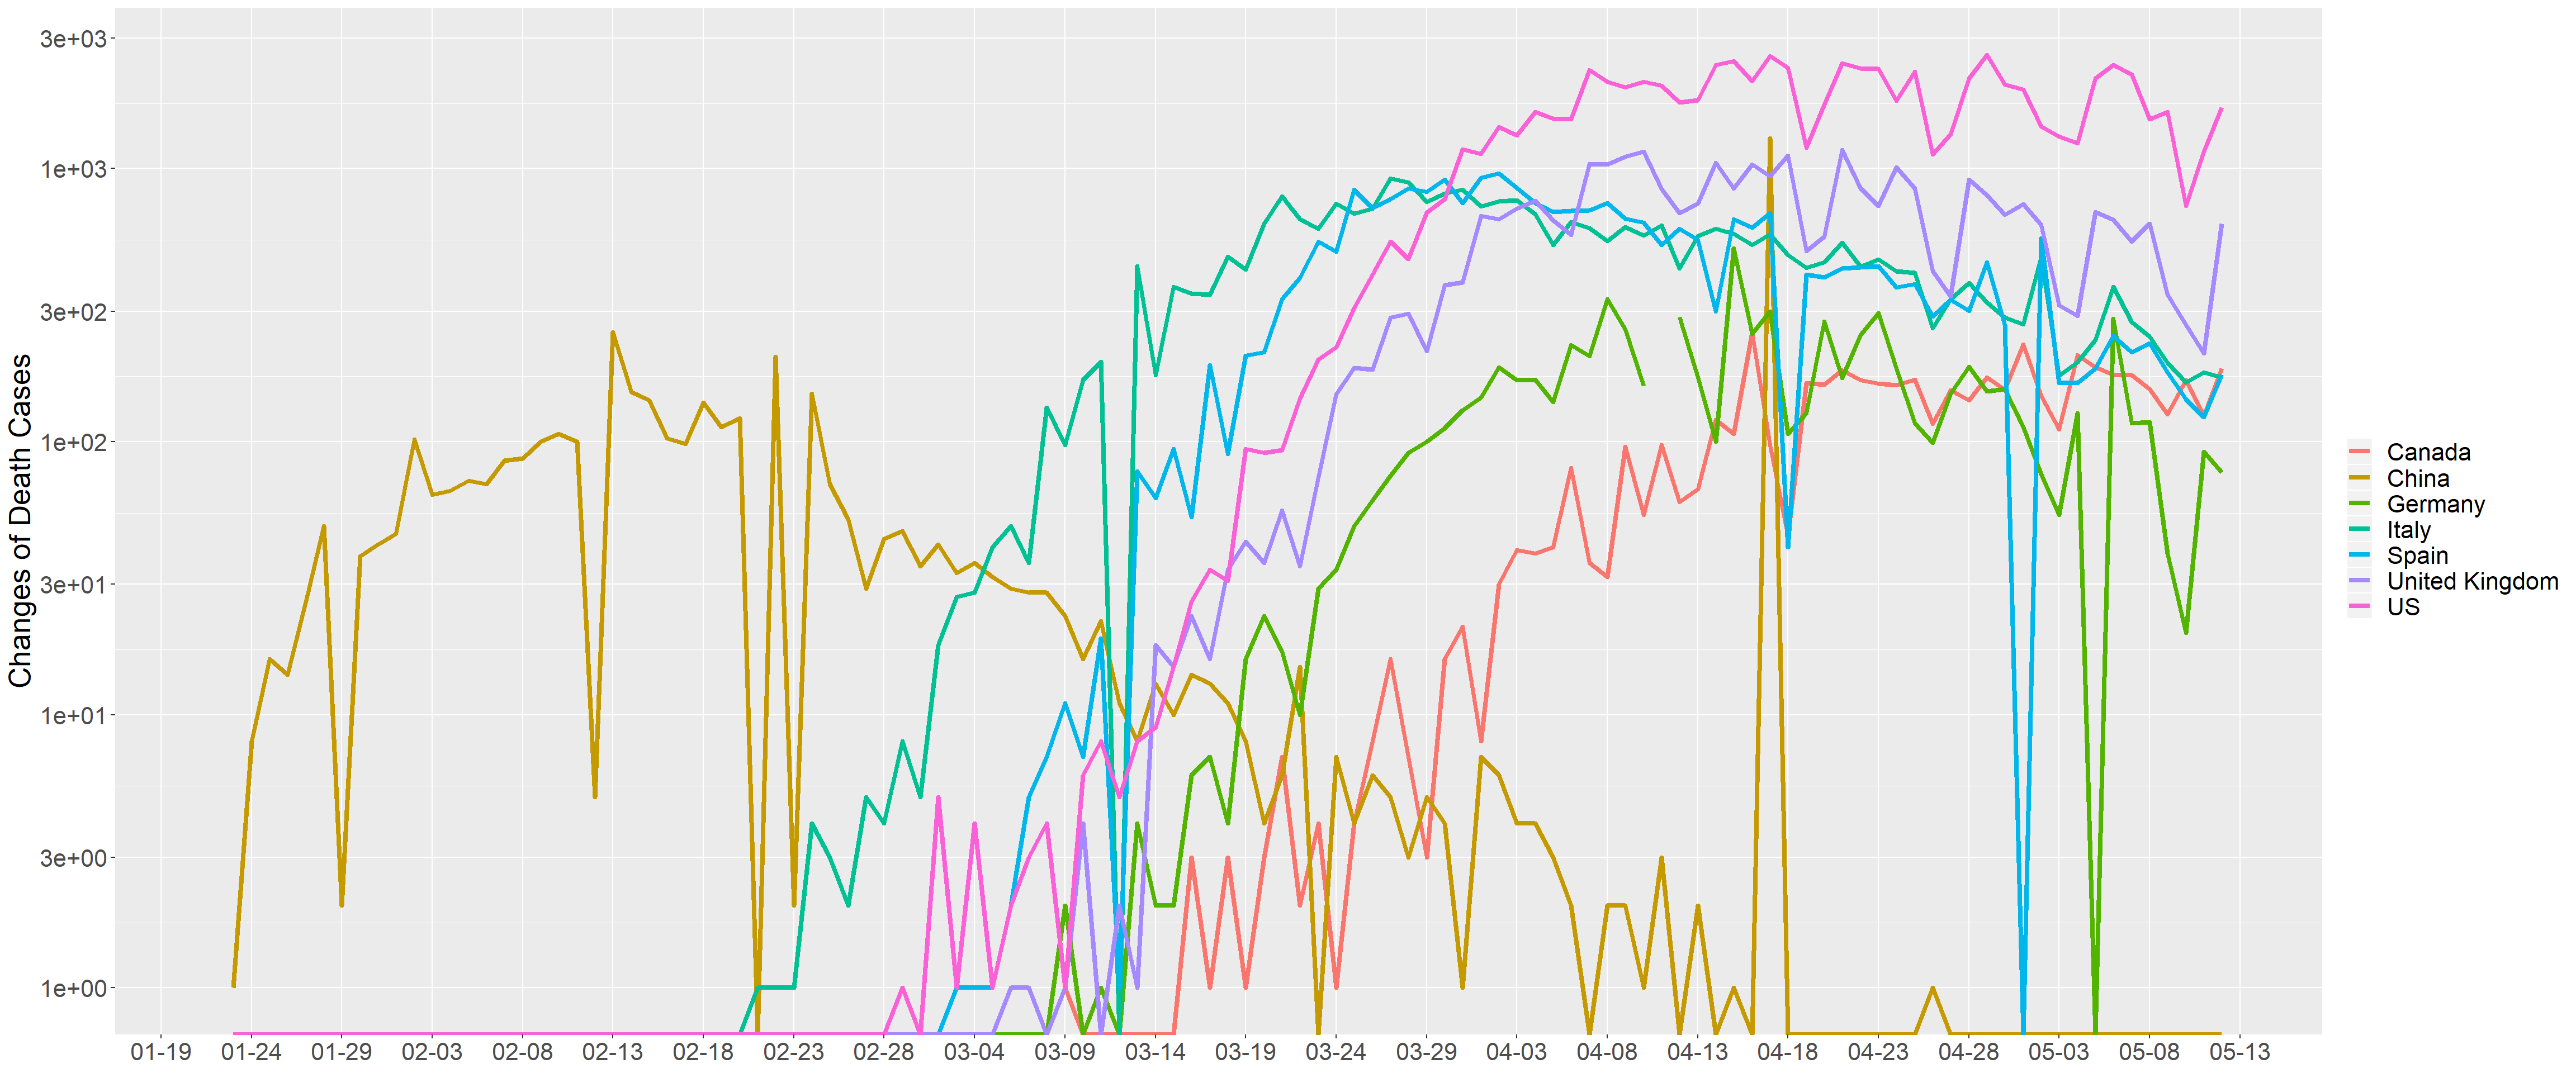 Changes of Death Cases
3e+03
1e+03
3e+02
1e+02
3e+01
1e+01
3e+00
1e+00
01-19 01-24 01-29 02-03 02-08 02-13 02-18 02-23 02-28 03-04 03-09 03-14 03-19 03-24 03-29 04-03 04-08 04-13 04-18 04-23 04-28 05-03 05-08 05-13
Canada
China
Germany
Italy
Spain
United Kingdom
US